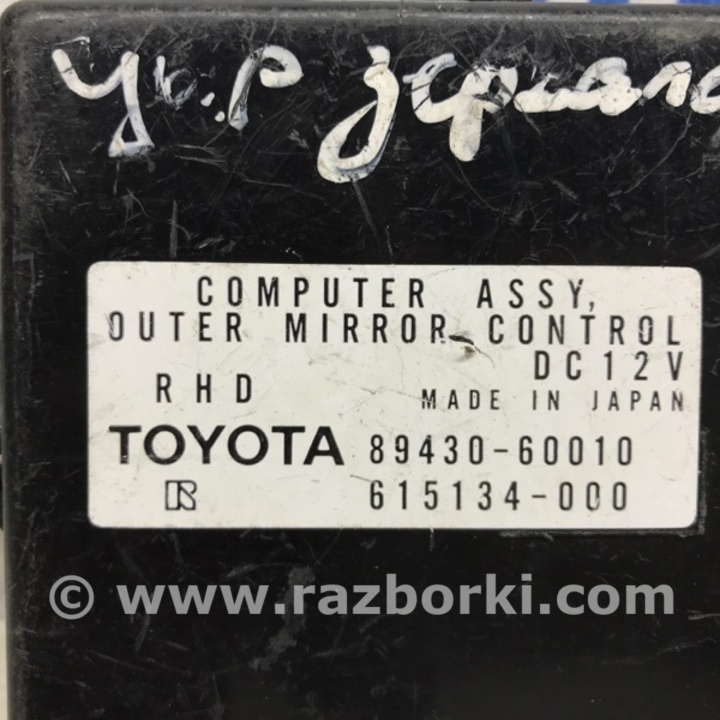 COMPUTER ASSY,
OUTER MIRROR CONTROL
DC12V
RHD
MADE IN JAPAN
TOYOTA 89430-60010
615134-000
© www.razborki.com